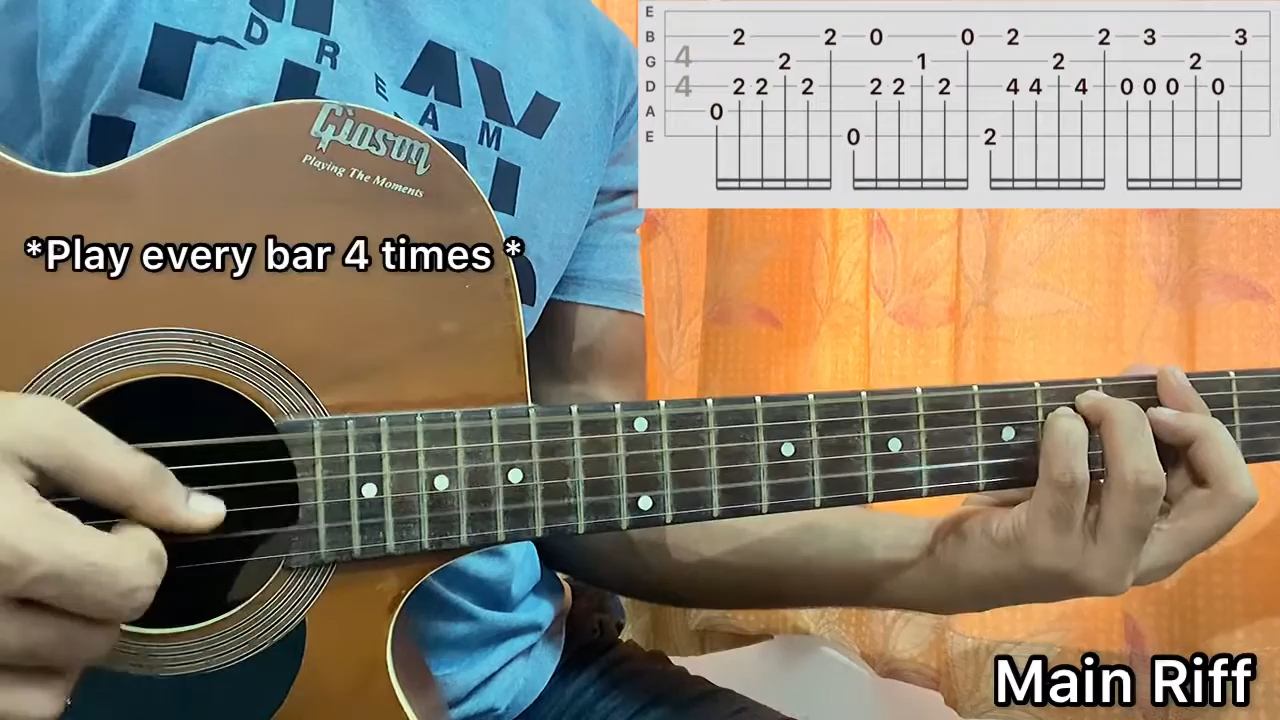 E
B 2 2 0 0 2 2 3 3
G 4 2 1 2 2
D 4 2 2 2 2 2 2 4 4 4 0 0 0 0
A 0
E 0 2
DREAM
PLAY
Gibson
Playing The Moments
*Play every bar 4 times *
Main Riff